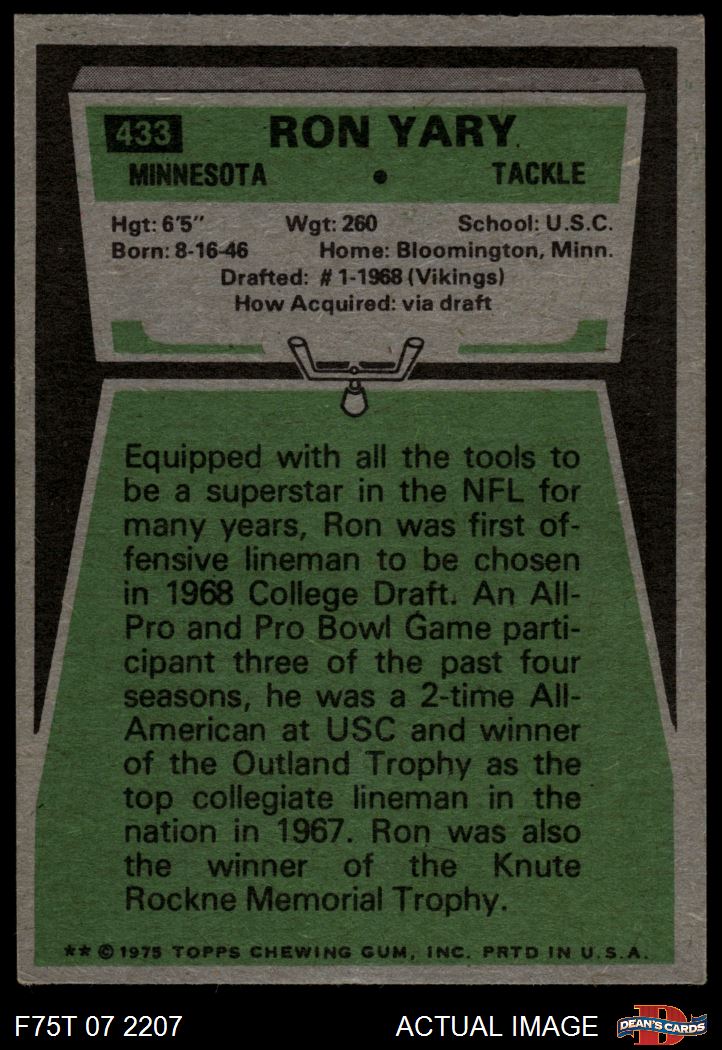 433 RON YARY
MINNESOTA • TACKLE
Hgt: 6'5" Wgt: 260 School: U.S.C.
Born: 8-16-46 Home: Bloomington, Minn.
Drafted: #1-1968 (Vikings)
How Acquired: via draft
Equipped with all the tools to
be a superstar in the NFL for
many years, Ron was first of-
fensive lineman to be chosen
in 1968 College Draft. An All-
Pro and Pro Bowl Game parti-
cipant three of the past four
seasons, he was a 2-time All-
American at USC and winner
of the Outland Trophy as the
top collegiate lineman in the
nation in 1967. Ron was also
the winner of the Knute
Rockne Memorial Trophy.
** © 1975 TOPPS CHEWING GUM, INC. PRTD IN U.S.A.
F75T 07 2207 ACTUAL IMAGE D DEAN'S CARDS